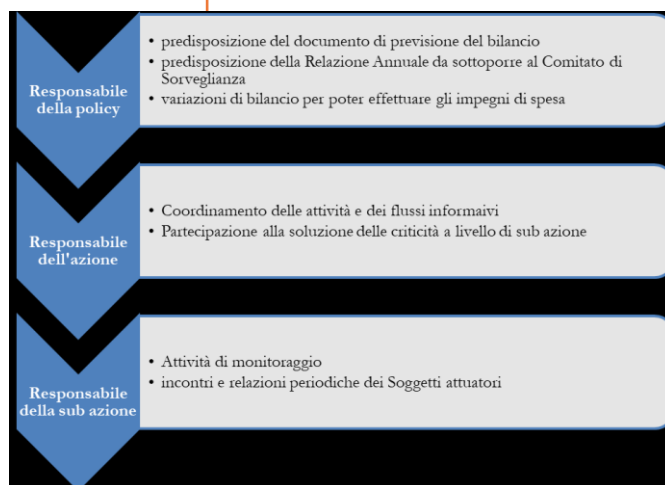 Responsabile
della policy
• predisposizione del documento di previsione del bilancio
• predisposizione della Relazione Annuale da sottoporre al Comitato di
Sorveglianza
• variazioni di bilancio per poter effettuare gli impegni di spesa
Responsabile
dell'azione
• Coordinamento delle attività e dei flussi informaivi
• Partecipazione alla soluzione delle criticità a livello di sub azione
Responsabile
della sub azione
• Attività di monitoraggio
• incontri e relazioni periodiche dei Soggetti attuatori